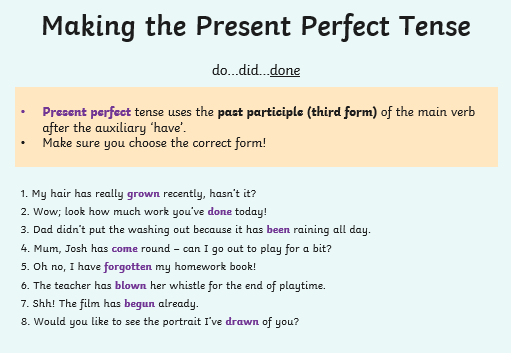 Making the Present Perfect Tense
do...did...done
• Present perfect tense uses the past participle (third form) of the main verb
after the auxiliary ‘have’.
• Make sure you choose the correct form!
1. My hair has really grown recently, hasn’t it?
2. Wow; look how much work you’ve done today!
3. Dad didn’t put the washing out because it has been raining all day.
4. Mum, Josh has come round – can I go out to play for a bit?
5. Oh no, I have forgotten my homework book!
6. The teacher has blown her whistle for the end of playtime.
7. Shh! The film has begun already.
8. Would you like to see the portrait I’ve drawn of you?